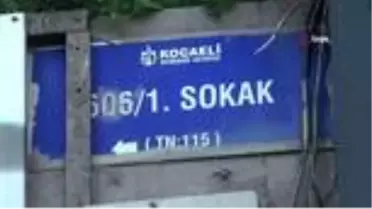 KOCAELİ
606/1. SOKAK
(TN:115)